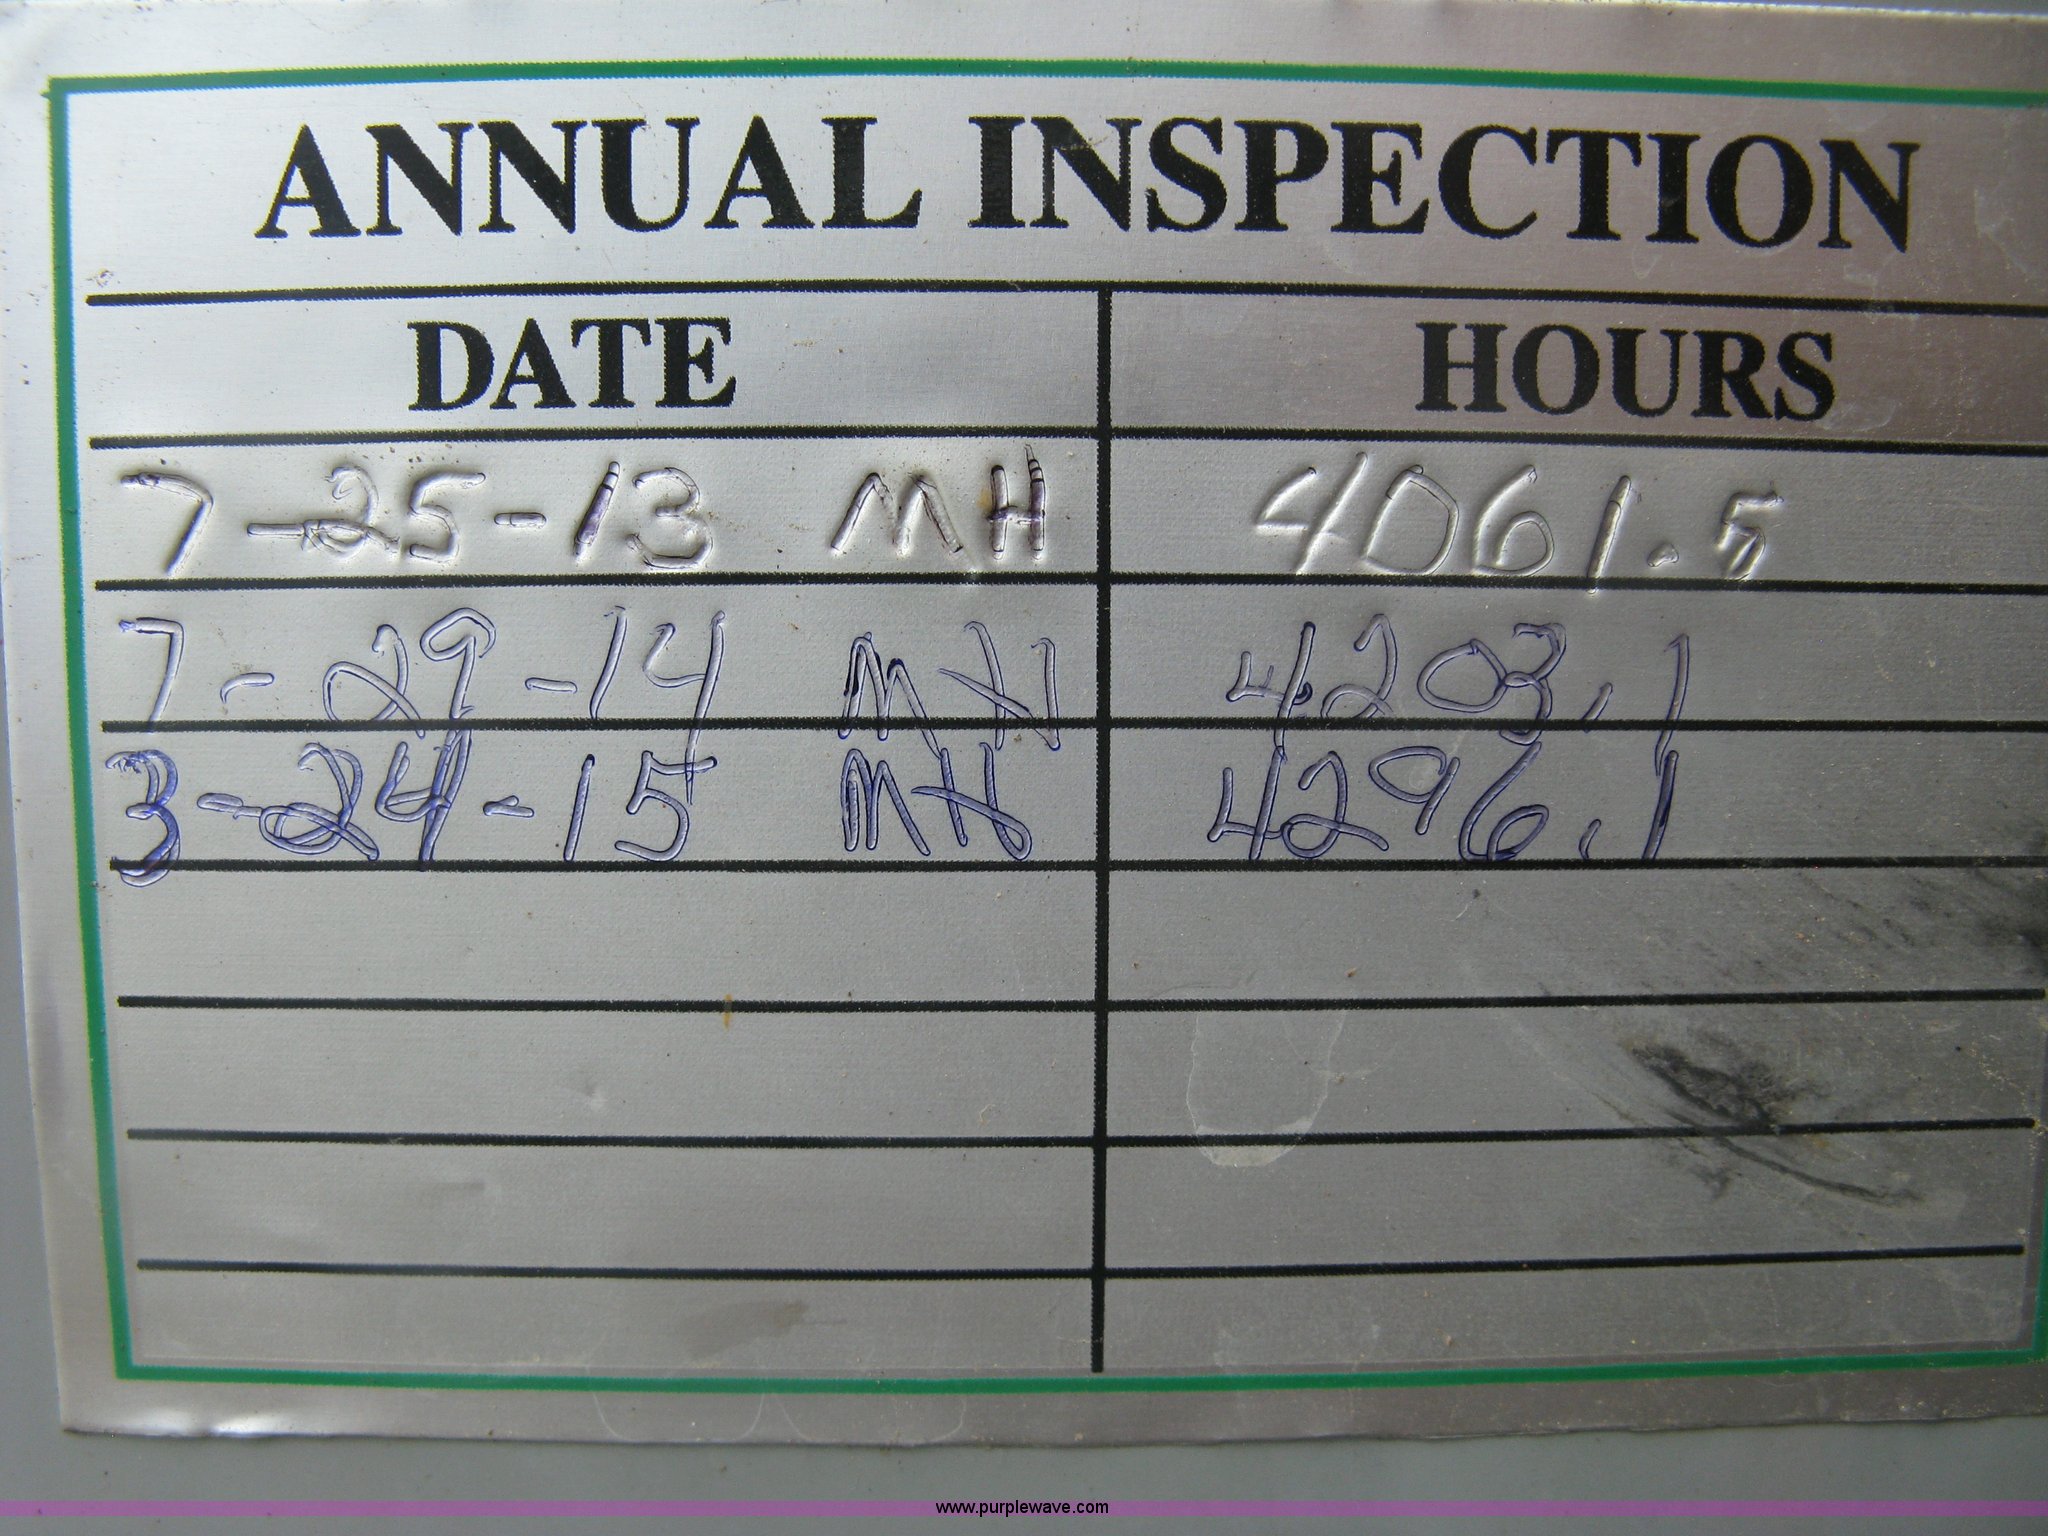 ANNUAL INSPECTION
DATE HOURS
7-25-13 MH 4061.5
7-29-14 MH 4203.1
3-24-15 MH 4296.1
www.purplewave.com